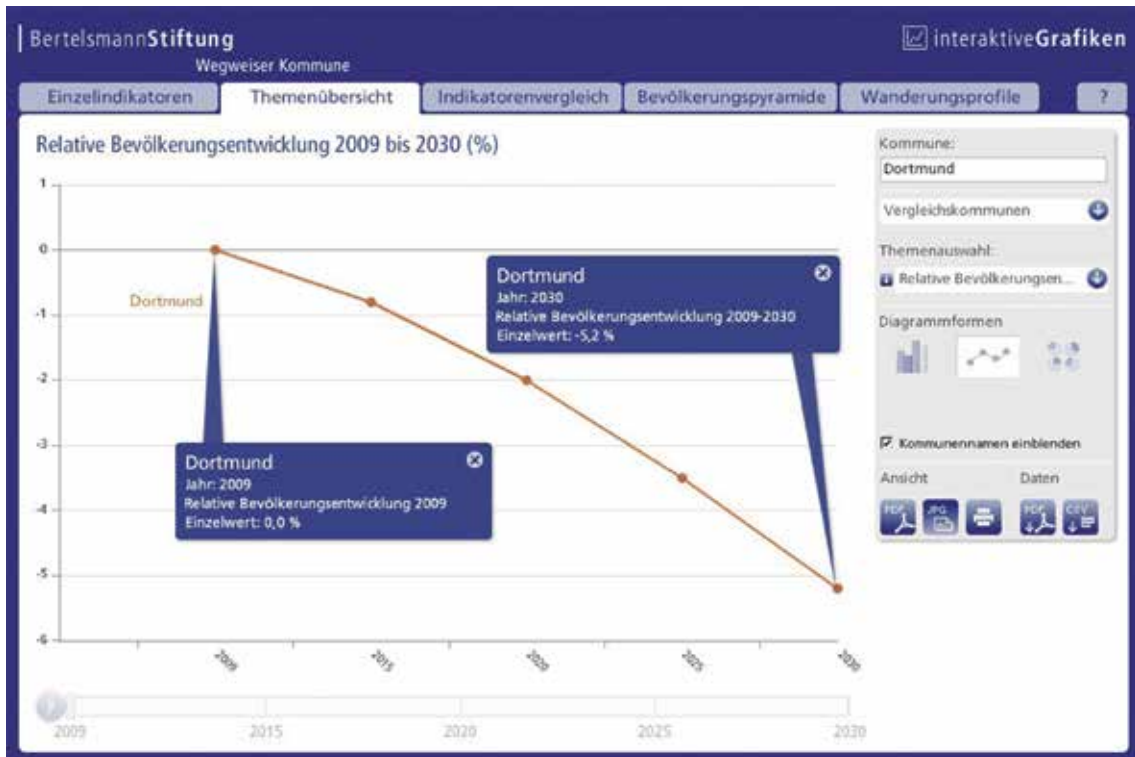 BertelsmannStiftung
Wegweiser Kommune
interaktiveGrafiken
Einzelindikatoren
Themenübersicht
Indikatorenvergleich
Bevölkerungspyramide
Wanderungsprofile
?
Relative Bevölkerungsentwicklung 2009 bis 2030 (%)
1
0
-1
-2
-3
-4
-5
-6
Dortmund
Dortmund
Jahr: 2009
Relative Bevölkerungsentwicklung 2009
Einzelwert: 0,0 %
Dortmund
Jahr: 2030
Relative Bevölkerungsentwicklung 2009-2030
Einzelwert: -5,2 %
2009
2015
2020
2025
2030
2009
2015
2020
2025
2030
Kommune:
Dortmund
Vergleichskommunen
Themenauswahl:
Relative Bevölkerungsen...
Diagrammformen
Kommunennamen einblenden
Ansicht
Daten
PDF
JPG
PDF
CSV